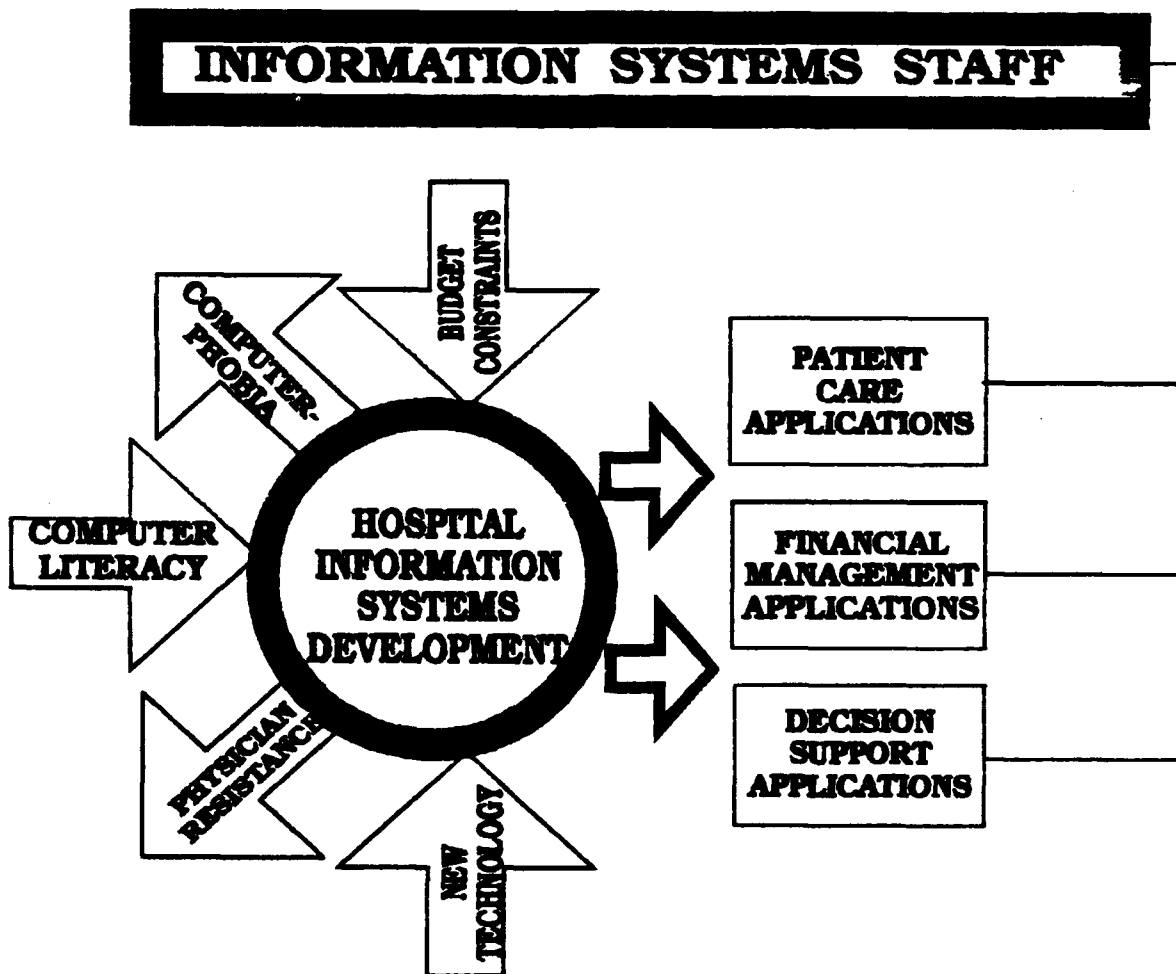 INFORMATION SYSTEMS STAFF
BUDGET
CONSTRAINTS
COMPUTER-
PHOBIA
COMPUTER
LITERACY
HOSPITAL
INFORMATION
SYSTEMS
DEVELOPMENT
PHYSICIAN
RESISTANCE
NEW
TECHNOLOGY
PATIENT
CARE
APPLICATIONS
FINANCIAL
MANAGEMENT
APPLICATIONS
DECISION
SUPPORT
APPLICATIONS